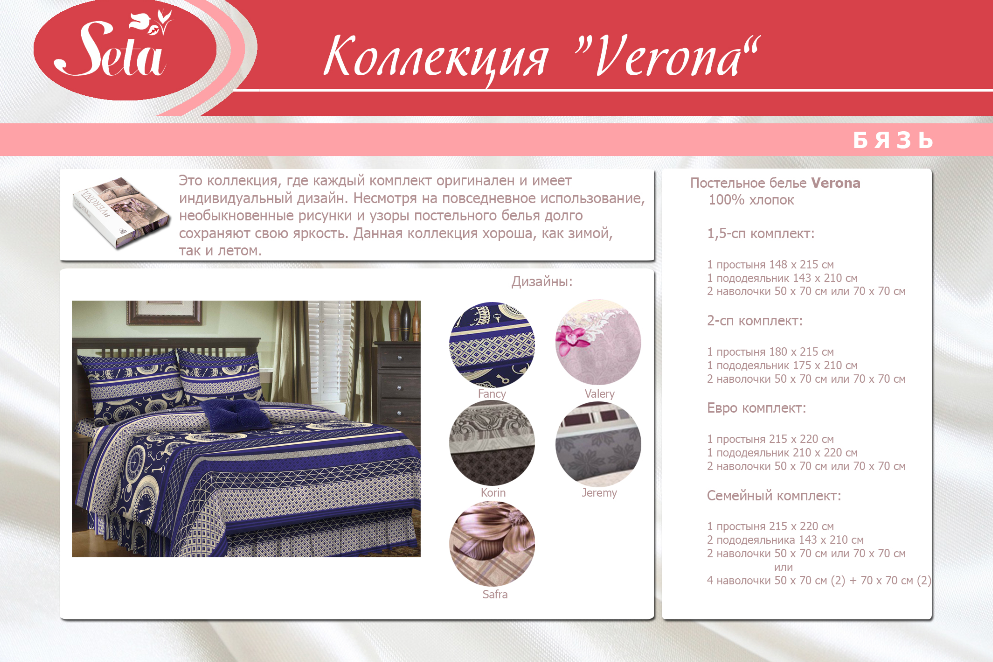 Seta
Коллекция "Verona“
БЯЗЬ
Это коллекция, где каждый комплект оригинален и имеет
индивидуальный дизайн. Несмотря на повседневное использование,
необыкновенные рисунки и узоры постельного белья долго
сохраняют свою яркость. Данная коллекция хороша, как зимой,
так и летом.
Дизайны:
Fancy
Valery
Korin
Jeremy
Safra
Постельное белье Verona
100% хлопок
1,5-сп комплект:
1 простыня 148 х 215 см
1 пододеяльник 143 х 210 см
2 наволочки 50 х 70 см или 70 х 70 см
2-сп комплект:
1 простыня 180 х 215 см
1 пододеяльник 175 х 210 см
2 наволочки 50 х 70 см или 70 х 70 см
Евро комплект:
1 простыня 215 х 220 см
1 пододеяльник 210 х 220 см
2 наволочки 50 х 70 см или 70 х 70 см
Семейный комплект:
1 простыня 215 х 220 см
2 пододеяльника 143 х 210 см
2 наволочки 50 х 70 см или 70 х 70 см
или
4 наволочки 50 х 70 см (2) + 70 х 70 см (2)